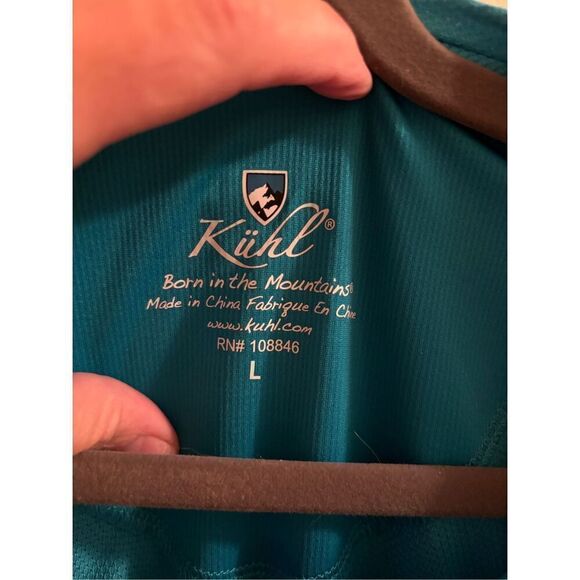 Kühl®
Born in the Mountains®
Made in China Fabrique En Chine
www.kuhl.com
RN# 108846
L